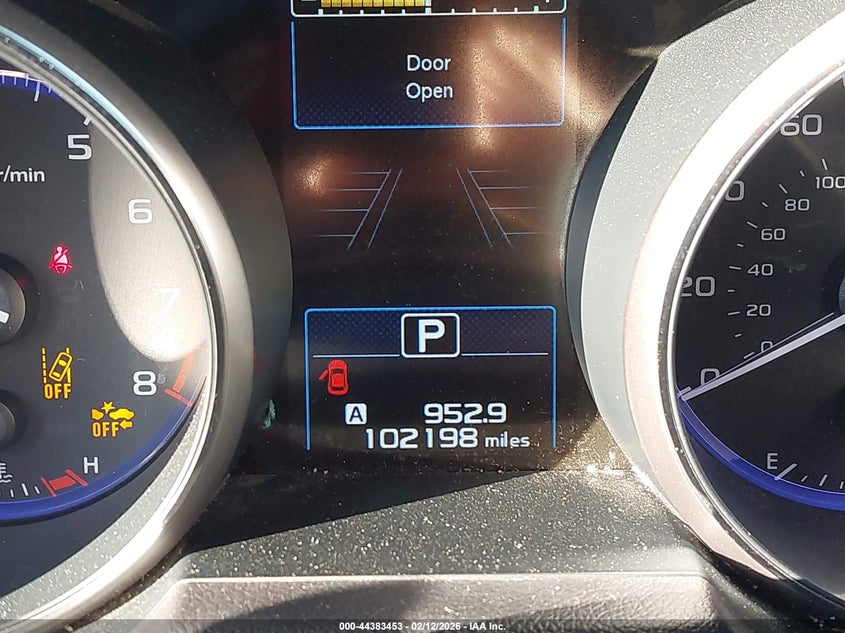 Door
Open
5
r/min
6
7
8
OFF
OFF
H
P
A 952.9
102198 miles
60
100
80
60
40
20
20
0
0
E
000-44383453 - 02/12/2026 - IAA Inc.